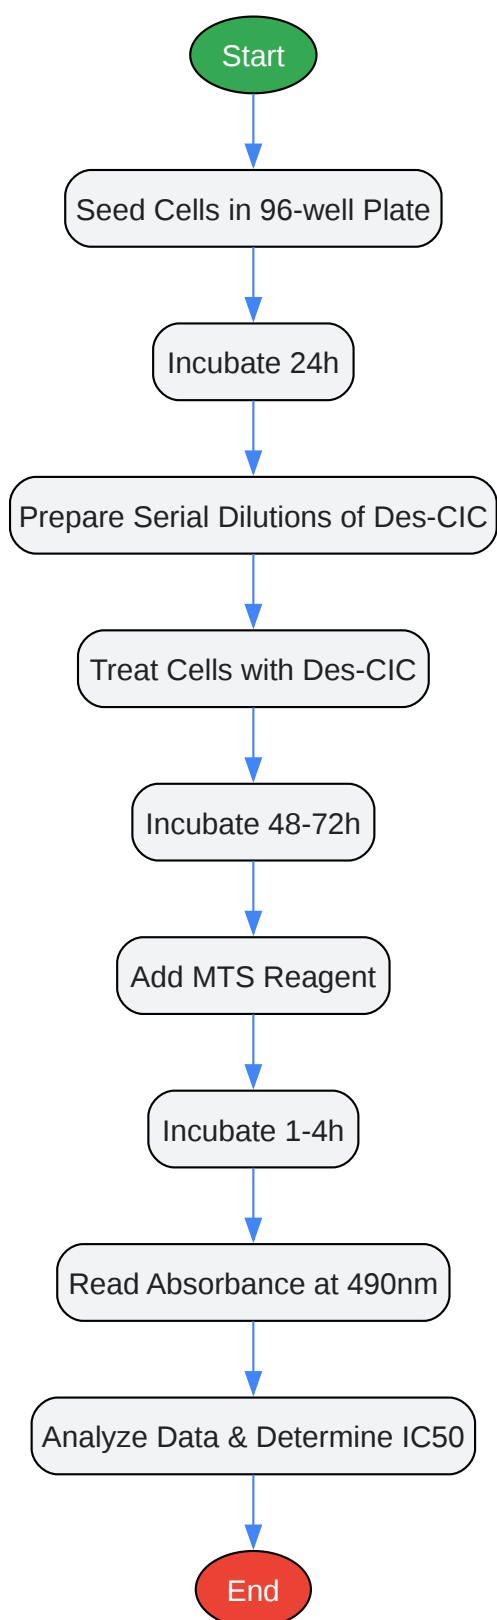 Start
Seed Cells in 96-well Plate
Incubate 24h
Prepare Serial Dilutions of Des-CIC
Treat Cells with Des-CIC
Incubate 48-72h
Add MTS Reagent
Incubate 1-4h
Read Absorbance at 490nm
Analyze Data & Determine IC50
End